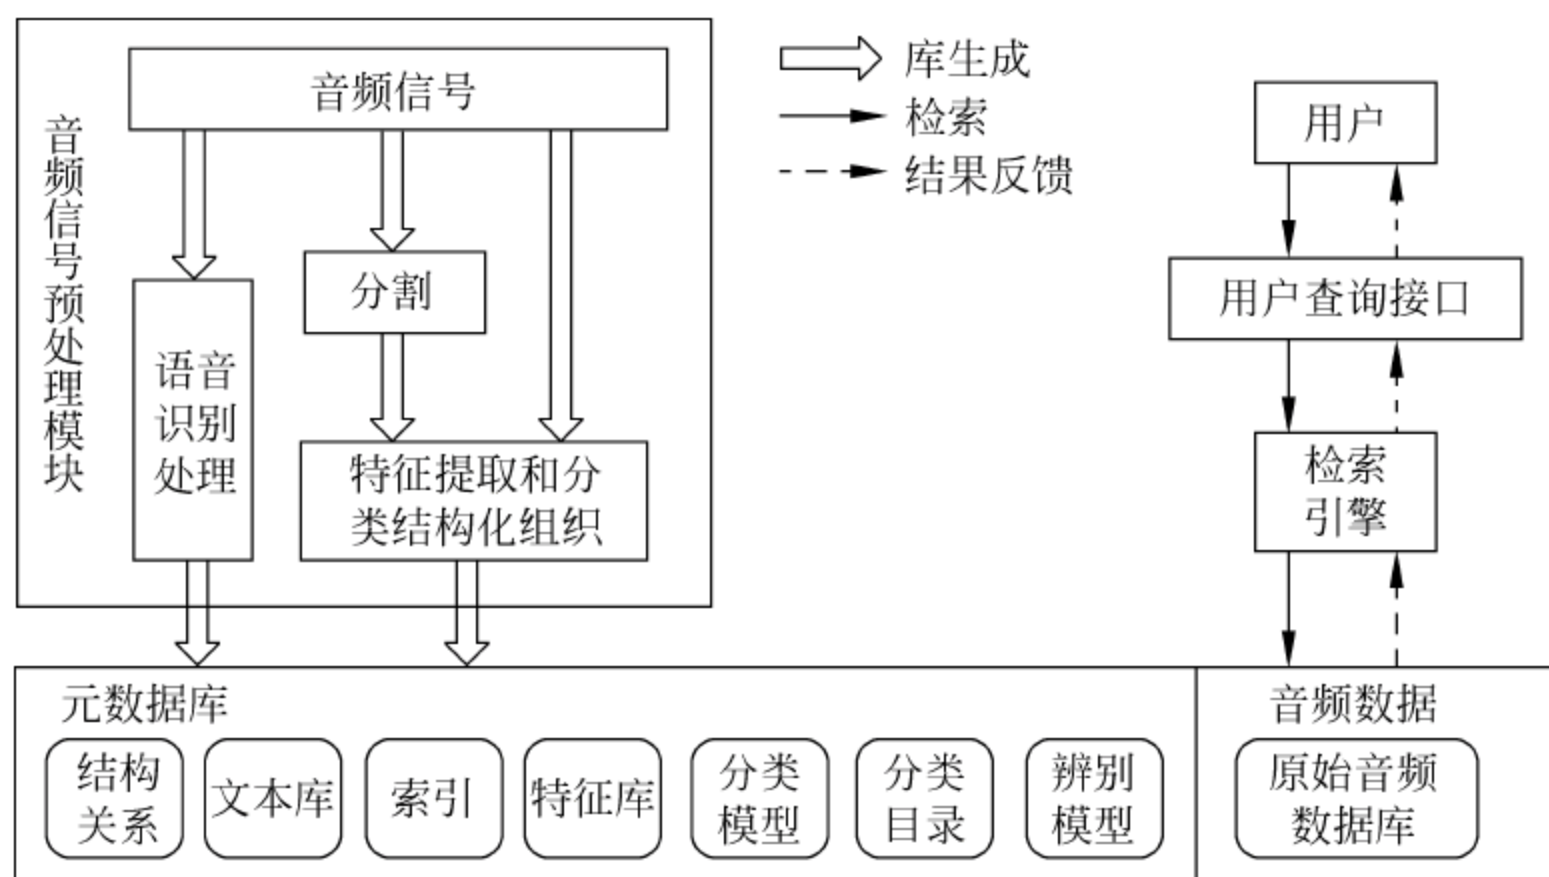 音频信号预处理模块
音频信号
分割
语音
识别
处理
特征提取和分
类结构化组织
库生成
检索
结果反馈
用户
用户查询接口
检索
引擎
元数据库
结构
关系
文本库
索引
特征库
分类
模型
分类
目录
辨别
模型
音频数据
原始音频
数据库